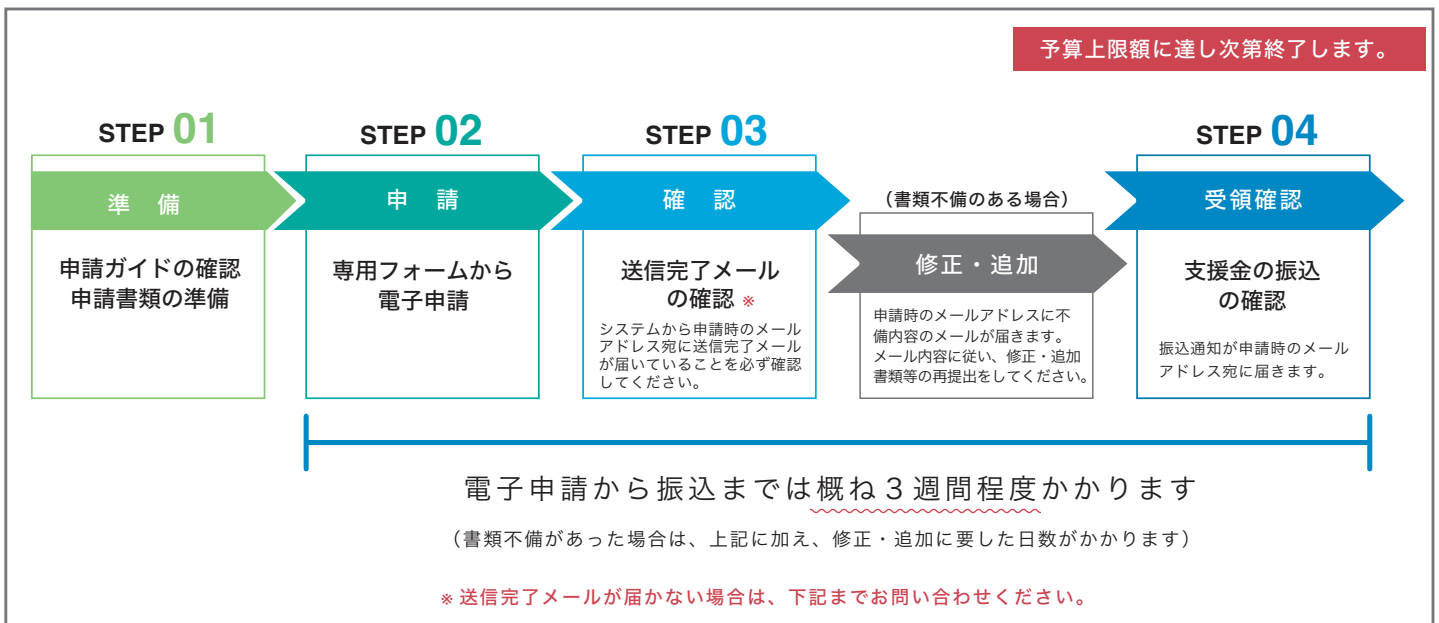 予算上限額に達し次第終了します。
STEP 01
準 備
申請ガイドの確認
申請書類の準備
STEP 02
申 請
専用フォームから
電子申請
STEP 03
確 認
送信完了メール
の確認 ※
システムから申請時のメール
アドレス宛に送信完了メール
が届いていることを必ず確認
してください。
（書類不備のある場合）
修正・追加
申請時のメールアドレスに不
備内容のメールが届きます。
メール内容に従い、修正・追加
書類等の再提出をしてください。
STEP 04
受領確認
支援金の振込
の確認
振込通知が申請時のメール
アドレス宛に届きます。
電子申請から振込までは概ね３週間程度かかります
（書類不備があった場合は、上記に加え、修正・追加に要した日数がかかります）
※ 送信完了メールが届かない場合は、下記までお問い合わせください。